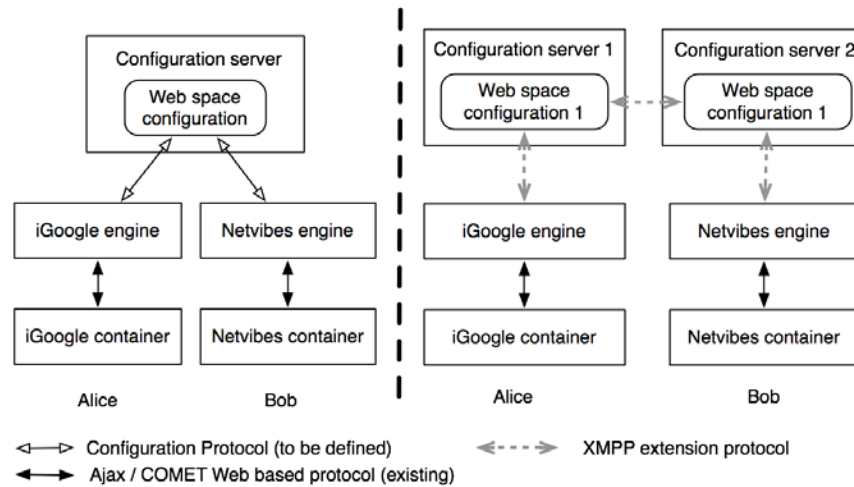 Configuration server
Web space
configuration
iGoogle engine
Netvibes engine
iGoogle container
Netvibes container
Alice
Bob
Configuration server 1
Configuration server 2
Web space
configuration 1
Web space
configuration 1
iGoogle engine
Netvibes engine
iGoogle container
Netvibes container
Alice
Bob
Configuration Protocol (to be defined)
XMPP extension protocol
Ajax / COMET Web based protocol (existing)